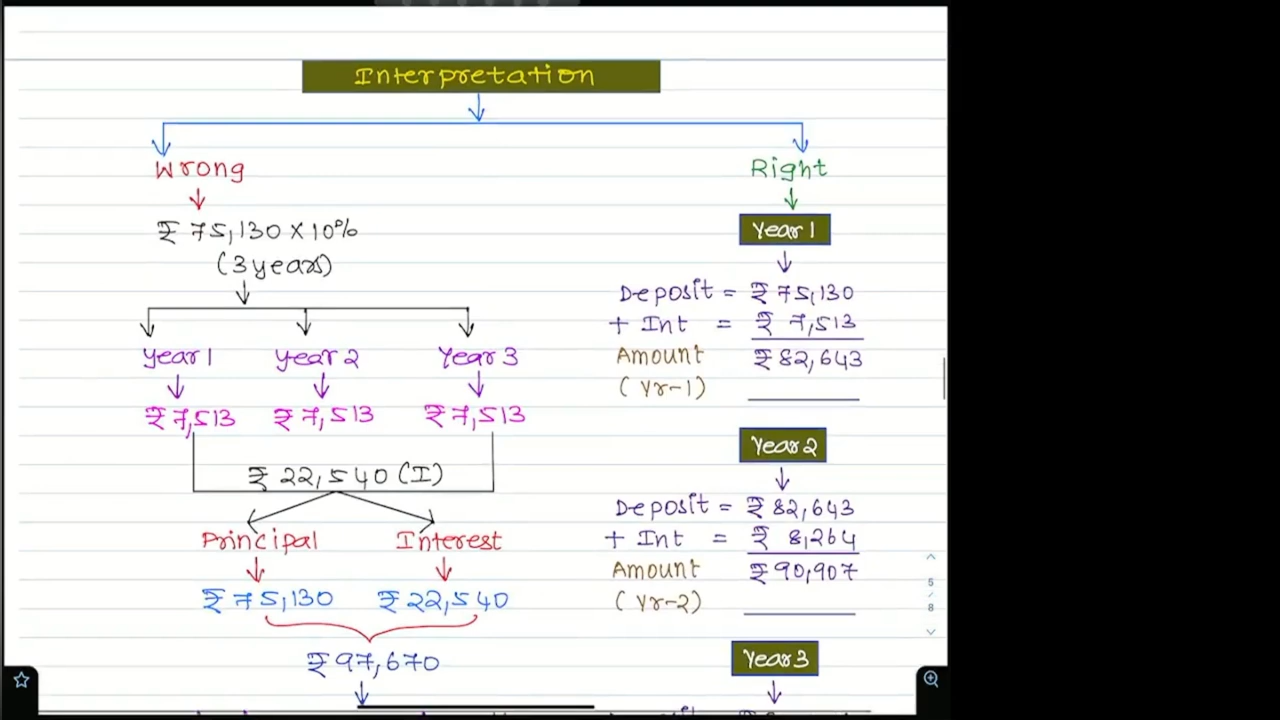 Interpretation
Wrong
₹ 75,130 X 10%
(3 years)
Year 1 Year 2 Year 3
₹ 7,513 ₹ 7,513 ₹ 7,513
₹ 22,540 (I)
Principal Interest
₹ 75,130 ₹ 22,540
₹ 97,670
Right
Year 1
Deposit = ₹ 75,130
+ Int = ₹ 7,513
Amount ₹ 82,643
(Yr-1)
Year 2
Deposit = ₹ 82,643
+ Int = ₹ 8,264
Amount ₹ 90,907
(Yr-2)
Year 3
5
/
8